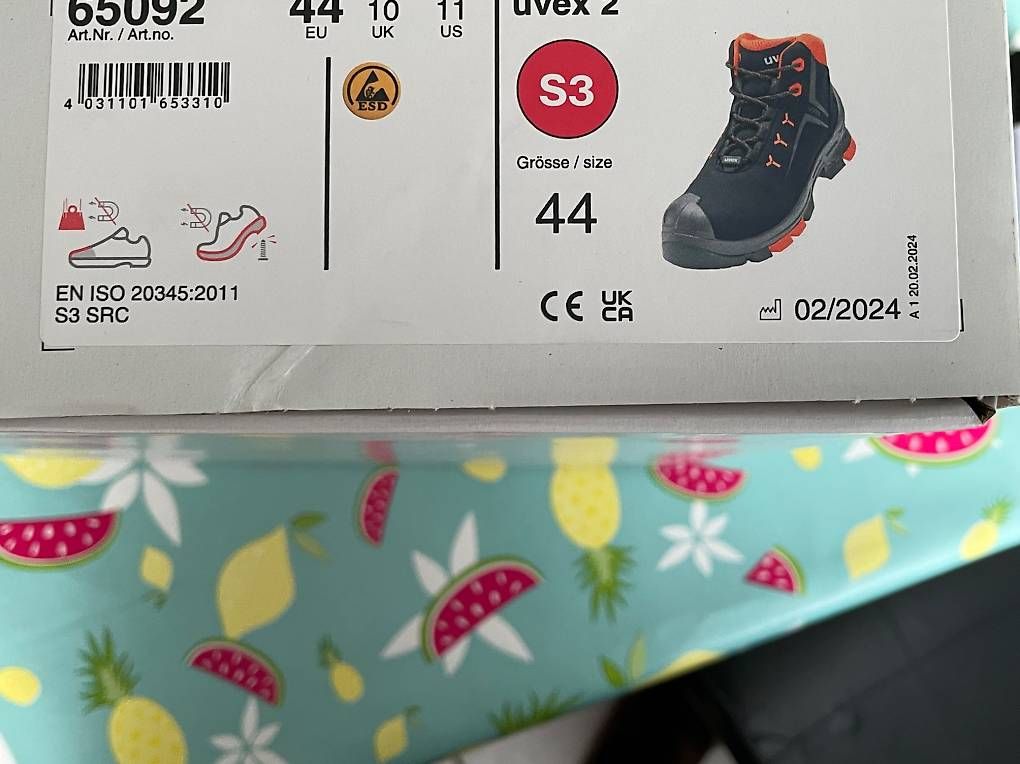 65092
Art.Nr. / Art.no.
44 10 11
EU UK US
uvex 2
4 031101 653310
ESD
S3
Grösse / size
44
uvex
EN ISO 20345:2011
S3 SRC
CE UK CA
02/2024
A 1 20.02.2024